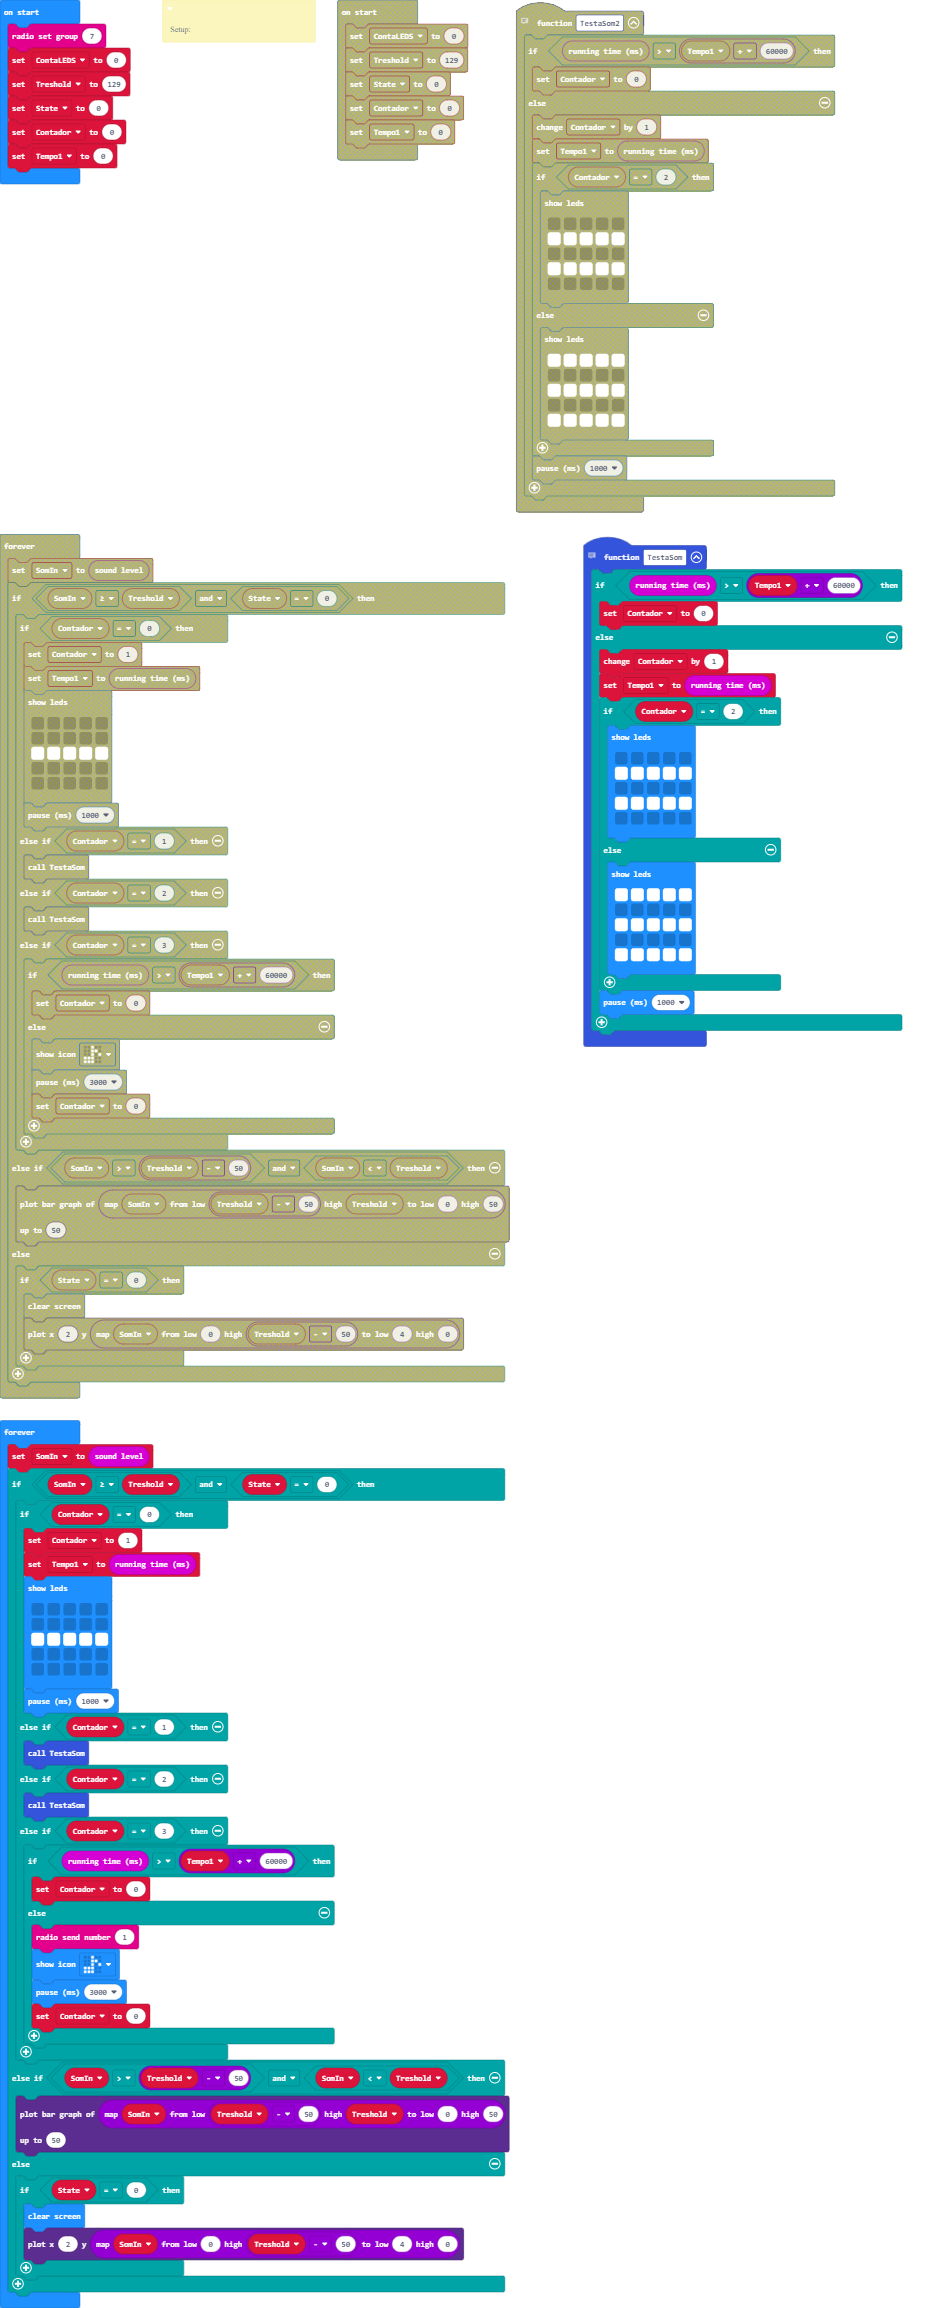 on start
radio set group 7
set ContaLEDS to 0
set Treshold to 129
set State to 0
set Contador to 0
set Tempo1 to 0
Setup:
on start
set ContaLEDS to 0
set Treshold to 129
set State to 0
set Contador to 0
set Tempo1 to 0
function TestaSom2
if running time (ms) > Tempo1 + 60000 then
set Contador to 0
else
change Contador by 1
set Tempo1 to running time (ms)
if Contador = 2 then
show leds
else
show leds
pause (ms) 1000
forever
set SomIn to sound level
if SomIn ≥ Treshold and State = 0 then
if Contador = 0 then
set Contador to 1
set Tempo1 to running time (ms)
show leds
pause (ms) 1000
else if Contador = 1 then
call TestaSom
else if Contador = 2 then
call TestaSom
else if Contador = 3 then
if running time (ms) > Tempo1 + 60000 then
set Contador to 0
else
show icon
pause (ms) 3000
set Contador to 0
else if SomIn > Treshold - 50 and SomIn < Treshold then
plot bar graph of map SomIn from low Treshold - 50 high Treshold to low 0 high 50
up to 50
else
if State = 0 then
clear screen
plot x 2 y map SomIn from low 0 high Treshold - 50 to low 4 high 0
function TestaSom
if running time (ms) > Tempo1 + 60000 then
set Contador to 0
else
change Contador by 1
set Tempo1 to running time (ms)
if Contador = 2 then
show leds
else
show leds
pause (ms) 1000
forever
set SomIn to sound level
if SomIn ≥ Treshold and State = 0 then
if Contador = 0 then
set Contador to 1
set Tempo1 to running time (ms)
show leds
pause (ms) 1000
else if Contador = 1 then
call TestaSom
else if Contador = 2 then
call TestaSom
else if Contador = 3 then
if running time (ms) > Tempo1 + 60000 then
set Contador to 0
else
radio send number 1
show icon
pause (ms) 3000
set Contador to 0
else if SomIn > Treshold - 50 and SomIn < Treshold then
plot bar graph of map SomIn from low Treshold - 50 high Treshold to low 0 high 50
up to 50
else
if State = 0 then
clear screen
plot x 2 y map SomIn from low 0 high Treshold - 50 to low 4 high 0